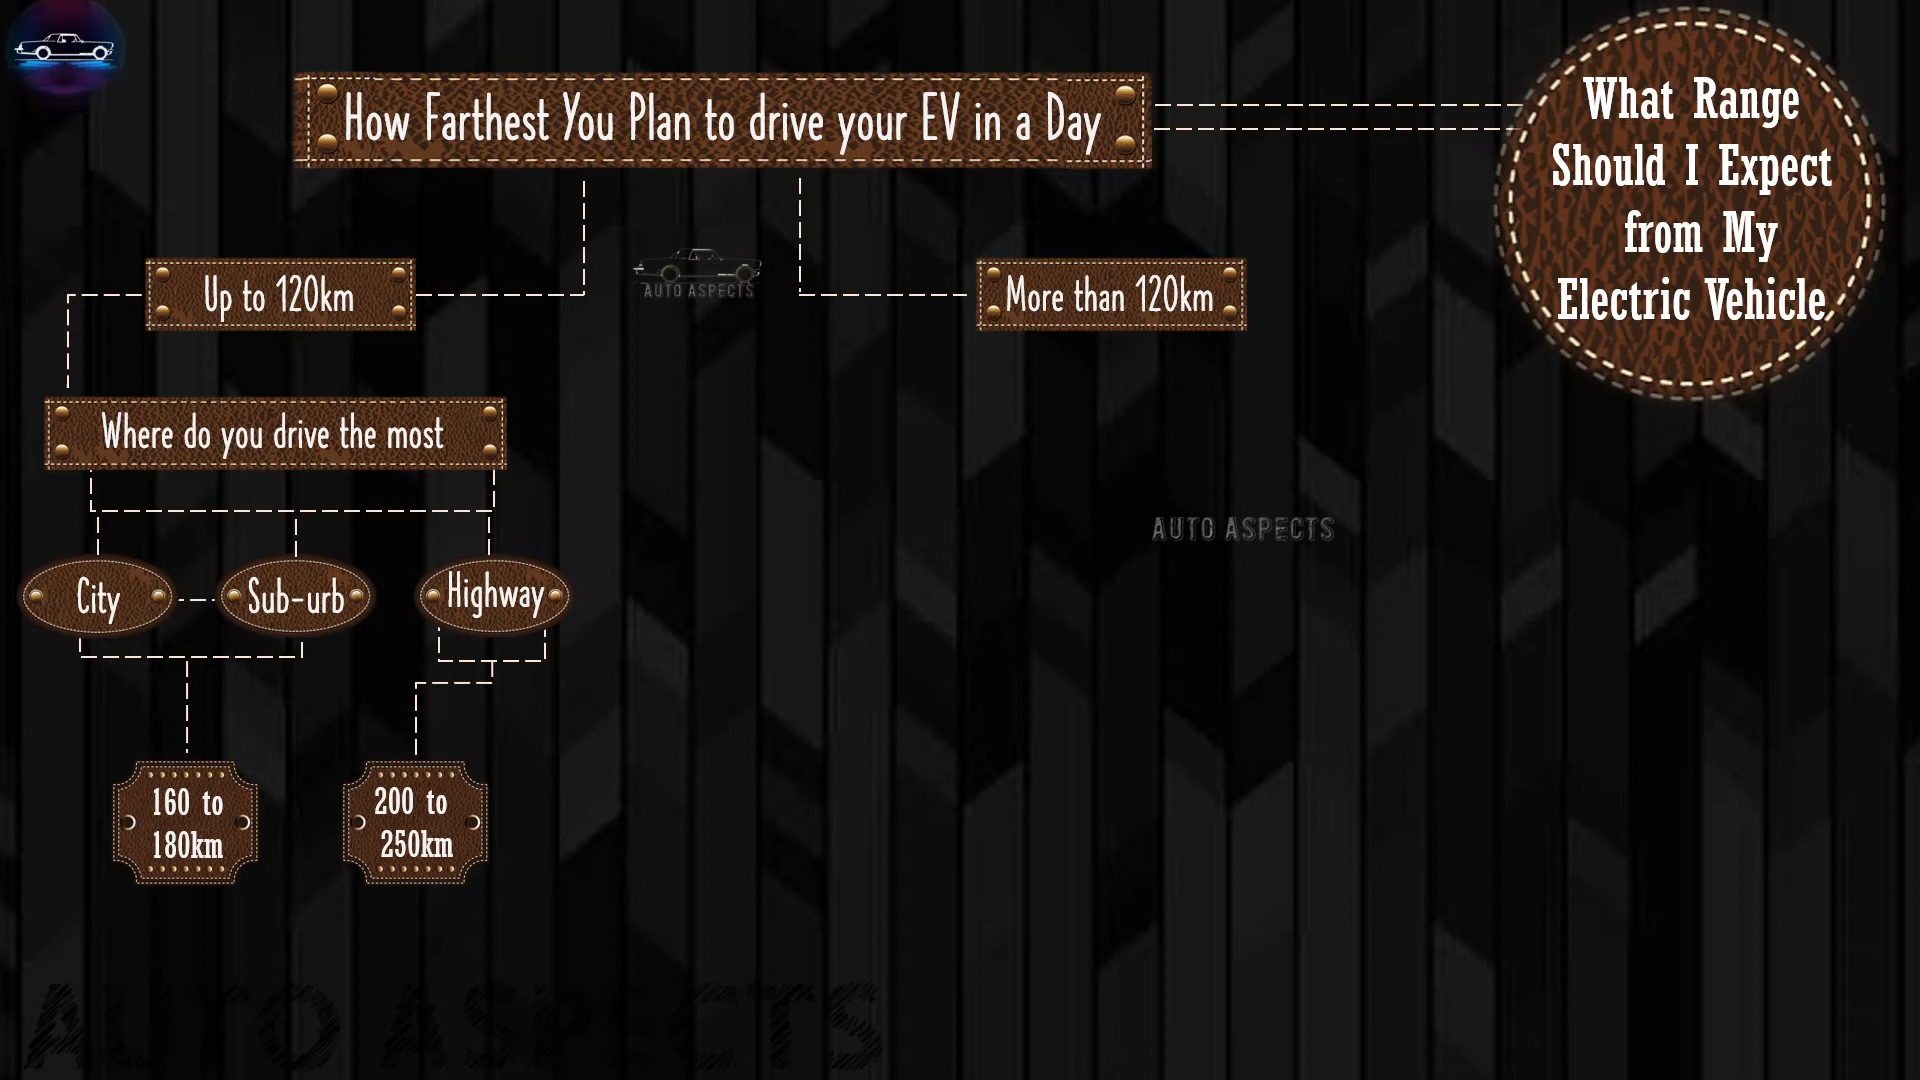 How Farthest You Plan to drive your EV in a Day
What Range
Should I Expect
from My
Electric Vehicle
Up to 120km
AUTO ASPECTS
More than 120km
Where do you drive the most
AUTO ASPECTS
City
Sub-urb
Highway
160 to
180km
200 to
250km
AUTO ASPECTS